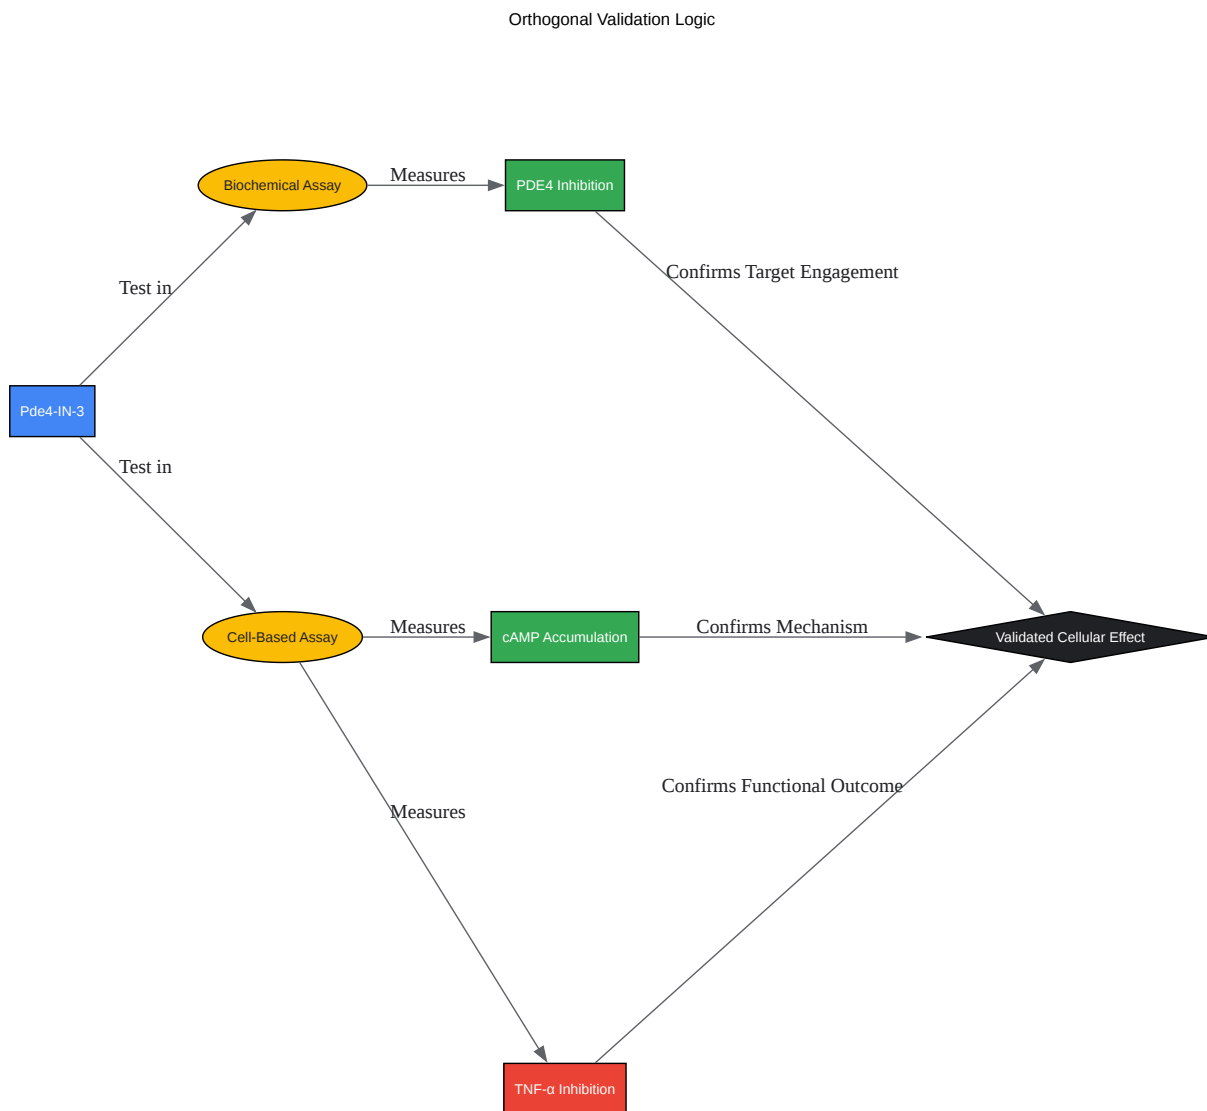 Orthogonal Validation Logic
Biochemical Assay
Measures
PDE4 Inhibition
Confirms Target Engagement
Test in
Pde4-IN-3
Test in
Cell-Based Assay
Measures
cAMP Accumulation
Confirms Mechanism
Validated Cellular Effect
Confirms Functional Outcome
Measures
TNF-α Inhibition